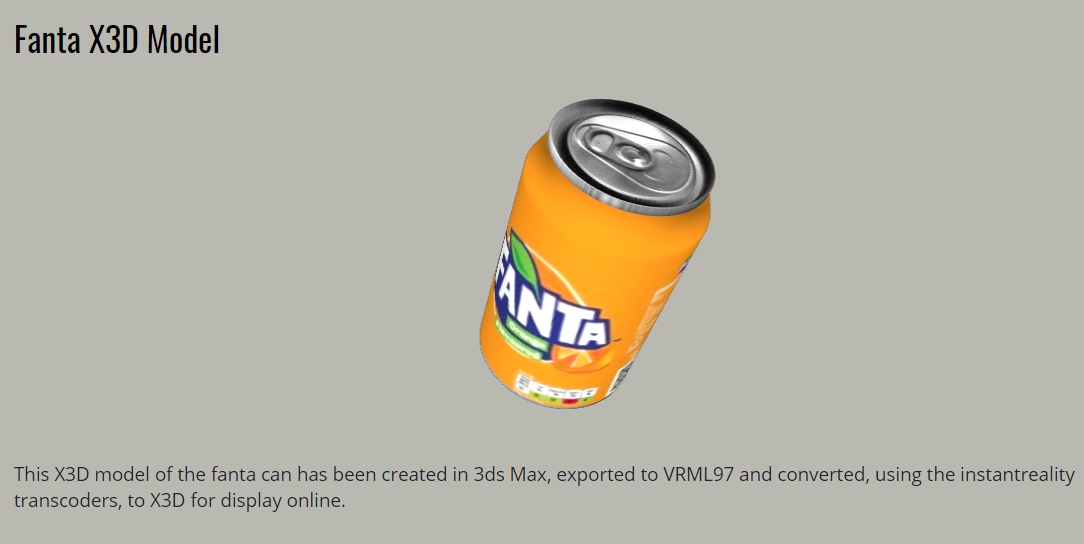 Fanta X3D Model
FANTA
Orange
This X3D model of the fanta can has been created in 3ds Max, exported to VRML97 and converted, using the instantreality
transcoders, to X3D for display online.